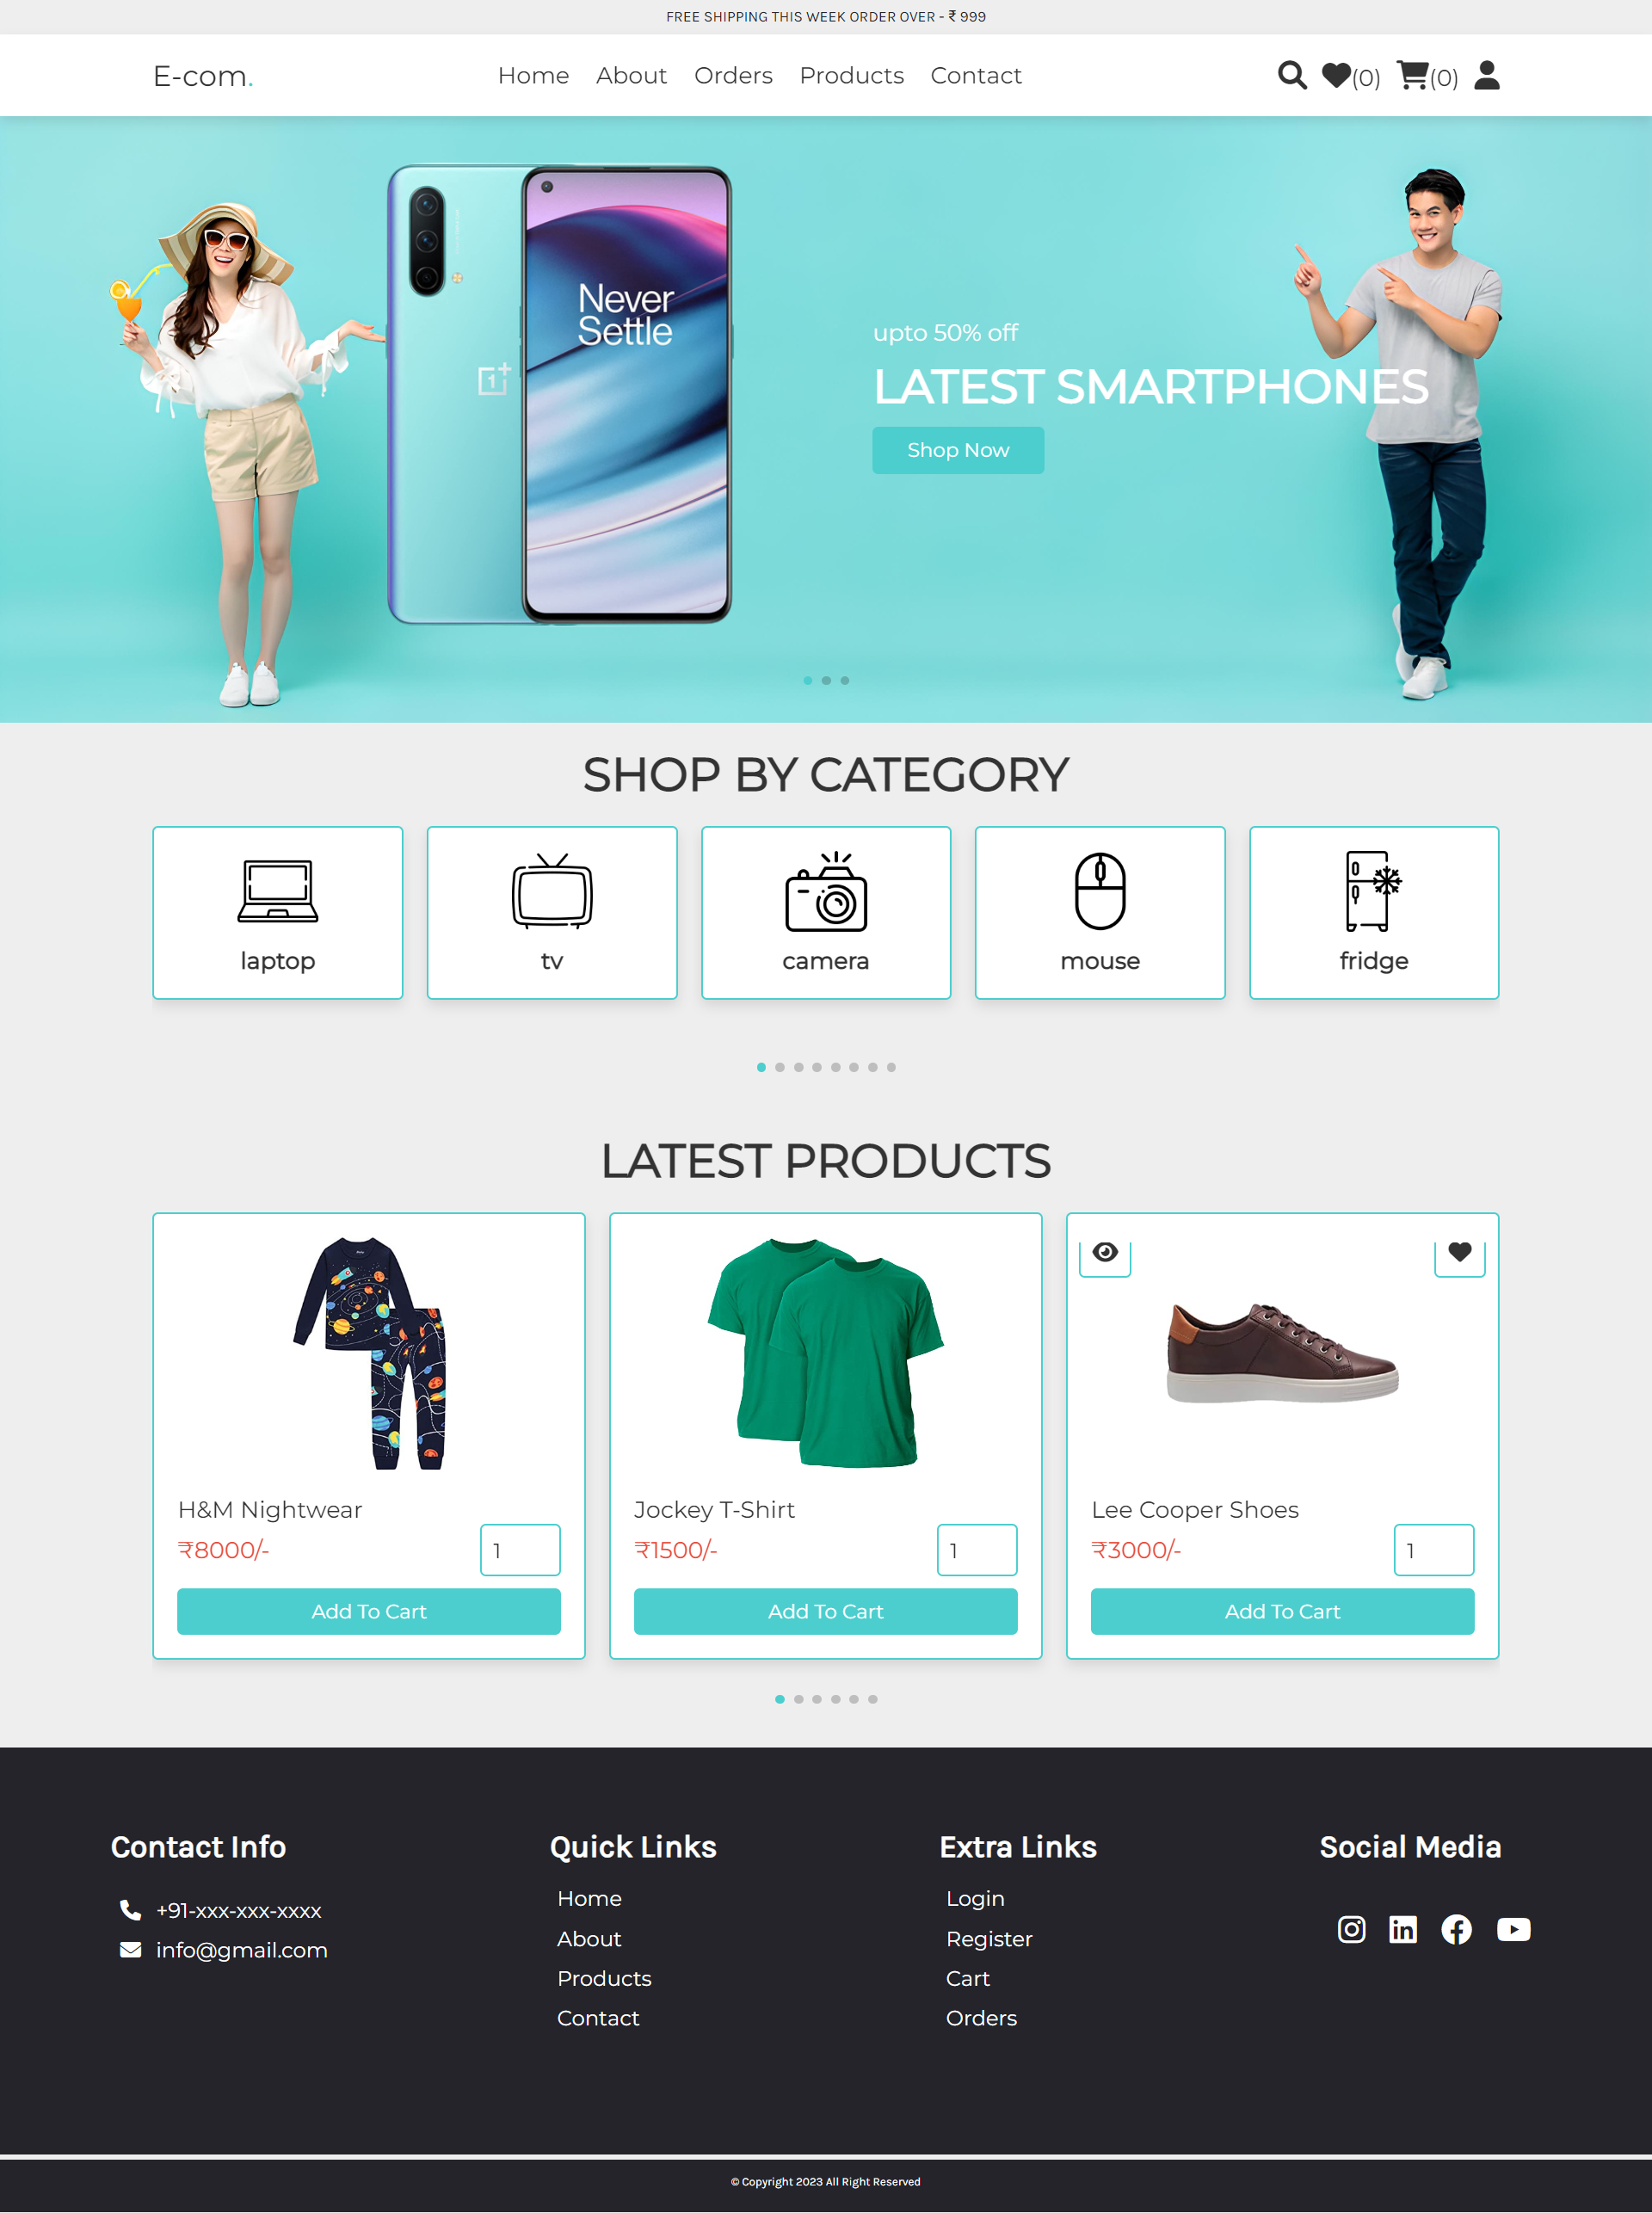 FREE SHIPPING THIS WEEK ORDER OVER - ₹ 999
E-com.
Home About Orders Products Contact
(0) (0)
Never
Settle
1+
upto 50% off
LATEST SMARTPHONES
Shop Now
SHOP BY CATEGORY
laptop tv camera mouse fridge
LATEST PRODUCTS
H&M Nightwear
₹8000/- 1
Add To Cart
Jockey T-Shirt
₹1500/- 1
Add To Cart
Lee Cooper Shoes
₹3000/- 1
Add To Cart
Contact Info
+91-xxx-xxx-xxxx
info@gmail.com
Quick Links
Home
About
Products
Contact
Extra Links
Login
Register
Cart
Orders
Social Media
© Copyright 2023 All Right Reserved